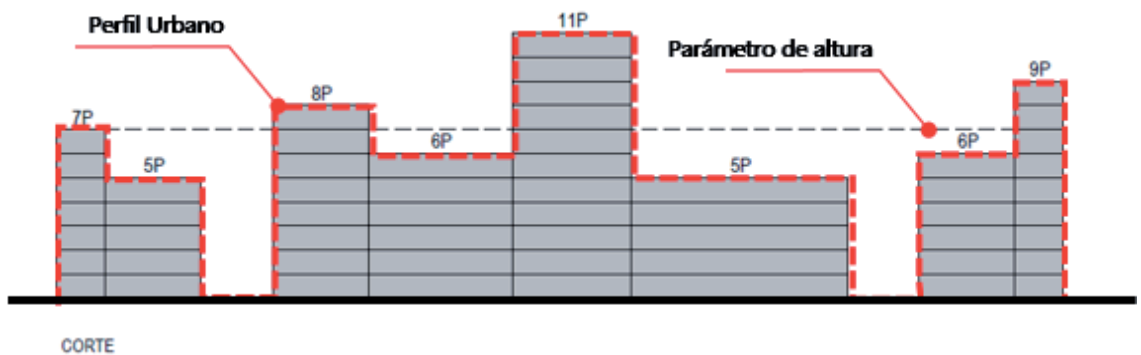 11P
Perfil Urbano
Parámetro de altura
9P
8P
7P
6P
6P
5P
5P
CORTE